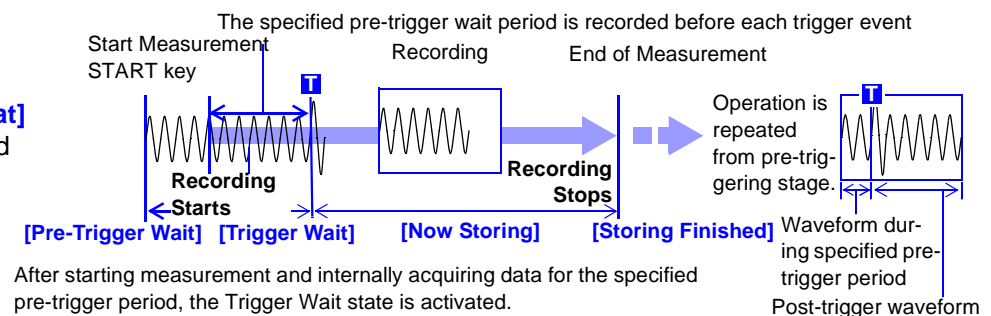 The specified pre-trigger wait period is recorded before each trigger event
Start Measurement
START key
Recording
End of Measurement
T
at]
d
Recording
Starts
Recording
Stops
[Pre-Trigger Wait] [Trigger Wait] [Now Storing] [Storing Finished]
Operation is
repeated
from pre-trig-
gering stage.
T
Waveform dur-
ing specified pre-
trigger period
Post-trigger waveform
After starting measurement and internally acquiring data for the specified
pre-trigger period, the Trigger Wait state is activated.